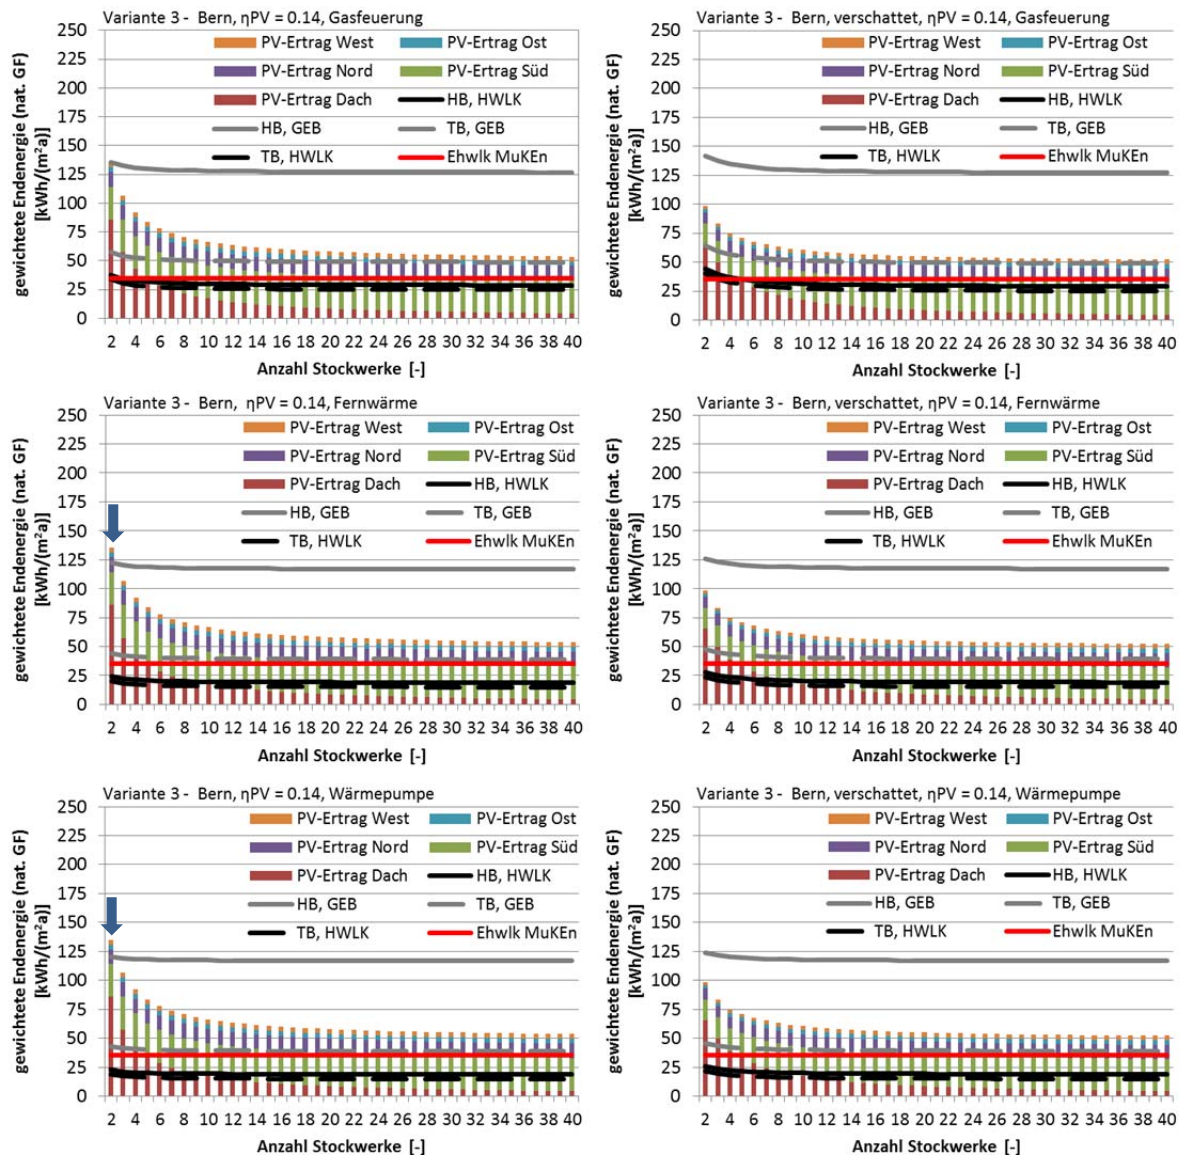 Variante 3 - Bern, ηPV = 0.14, Gasfeuerung
gewichtete Endenergie (nat. GF)
[kWh/(m²a)]
250
225
200
175
150
125
100
75
50
25
0
PV-Ertrag West
PV-Ertrag Ost
PV-Ertrag Nord
PV-Ertrag Süd
PV-Ertrag Dach
HB, HWLK
HB, GEB
TB, GEB
TB, HWLK
Ehwlk MuKEn
2 4 6 8 10 12 14 16 18 20 22 24 26 28 30 32 34 36 38 40
Anzahl Stockwerke [-]
Variante 3 - Bern, verschattet, ηPV = 0.14, Gasfeuerung
gewichtete Endenergie (nat. GF)
[kWh/(m²a)]
250
225
200
175
150
125
100
75
50
25
0
PV-Ertrag West
PV-Ertrag Ost
PV-Ertrag Nord
PV-Ertrag Süd
PV-Ertrag Dach
HB, HWLK
HB, GEB
TB, GEB
TB, HWLK
Ehwlk MuKEn
2 4 6 8 10 12 14 16 18 20 22 24 26 28 30 32 34 36 38 40
Anzahl Stockwerke [-]
Variante 3 - Bern, ηPV = 0.14, Fernwärme
gewichtete Endenergie (nat. GF)
[kWh/(m²a)]
250
225
200
175
150
125
100
75
50
25
0
PV-Ertrag West
PV-Ertrag Ost
PV-Ertrag Nord
PV-Ertrag Süd
PV-Ertrag Dach
HB, HWLK
HB, GEB
TB, GEB
TB, HWLK
Ehwlk MuKEn
2 4 6 8 10 12 14 16 18 20 22 24 26 28 30 32 34 36 38 40
Anzahl Stockwerke [-]
Variante 3 - Bern, verschattet, ηPV = 0.14, Fernwärme
gewichtete Endenergie (nat. GF)
[kWh/(m²a)]
250
225
200
175
150
125
100
75
50
25
0
PV-Ertrag West
PV-Ertrag Ost
PV-Ertrag Nord
PV-Ertrag Süd
PV-Ertrag Dach
HB, HWLK
HB, GEB
TB, GEB
TB, HWLK
Ehwlk MuKEn
2 4 6 8 10 12 14 16 18 20 22 24 26 28 30 32 34 36 38 40
Anzahl Stockwerke [-]
Variante 3 - Bern, ηPV = 0.14, Wärmepumpe
gewichtete Endenergie (nat. GF)
[kWh/(m²a)]
250
225
200
175
150
125
100
75
50
25
0
PV-Ertrag West
PV-Ertrag Ost
PV-Ertrag Nord
PV-Ertrag Süd
PV-Ertrag Dach
HB, HWLK
HB, GEB
TB, GEB
TB, HWLK
Ehwlk MuKEn
2 4 6 8 10 12 14 16 18 20 22 24 26 28 30 32 34 36 38 40
Anzahl Stockwerke [-]
Variante 3 - Bern, verschattet, ηPV = 0.14, Wärmepumpe
gewichtete Endenergie (nat. GF)
[kWh/(m²a)]
250
225
200
175
150
125
100
75
50
25
0
PV-Ertrag West
PV-Ertrag Ost
PV-Ertrag Nord
PV-Ertrag Süd
PV-Ertrag Dach
HB, HWLK
HB, GEB
TB, GEB
TB, HWLK
Ehwlk MuKEn
2 4 6 8 10 12 14 16 18 20 22 24 26 28 30 32 34 36 38 40
Anzahl Stockwerke [-]